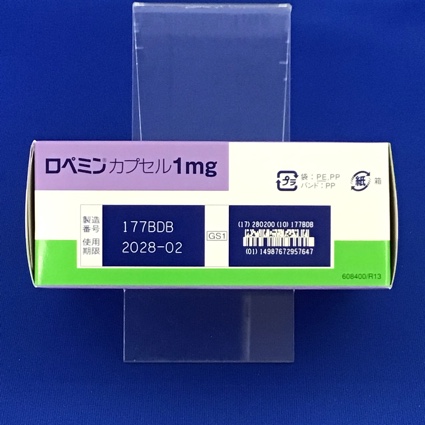 ロペミン® カプセル1mg
プラ
袋：PE,PP
バンド：PP
紙
箱
製造
番号
177BDB
使用
期限
2028-02
GS1
(17) 280200 (10) 177BDB
(01) 14987672957647
608400/R13